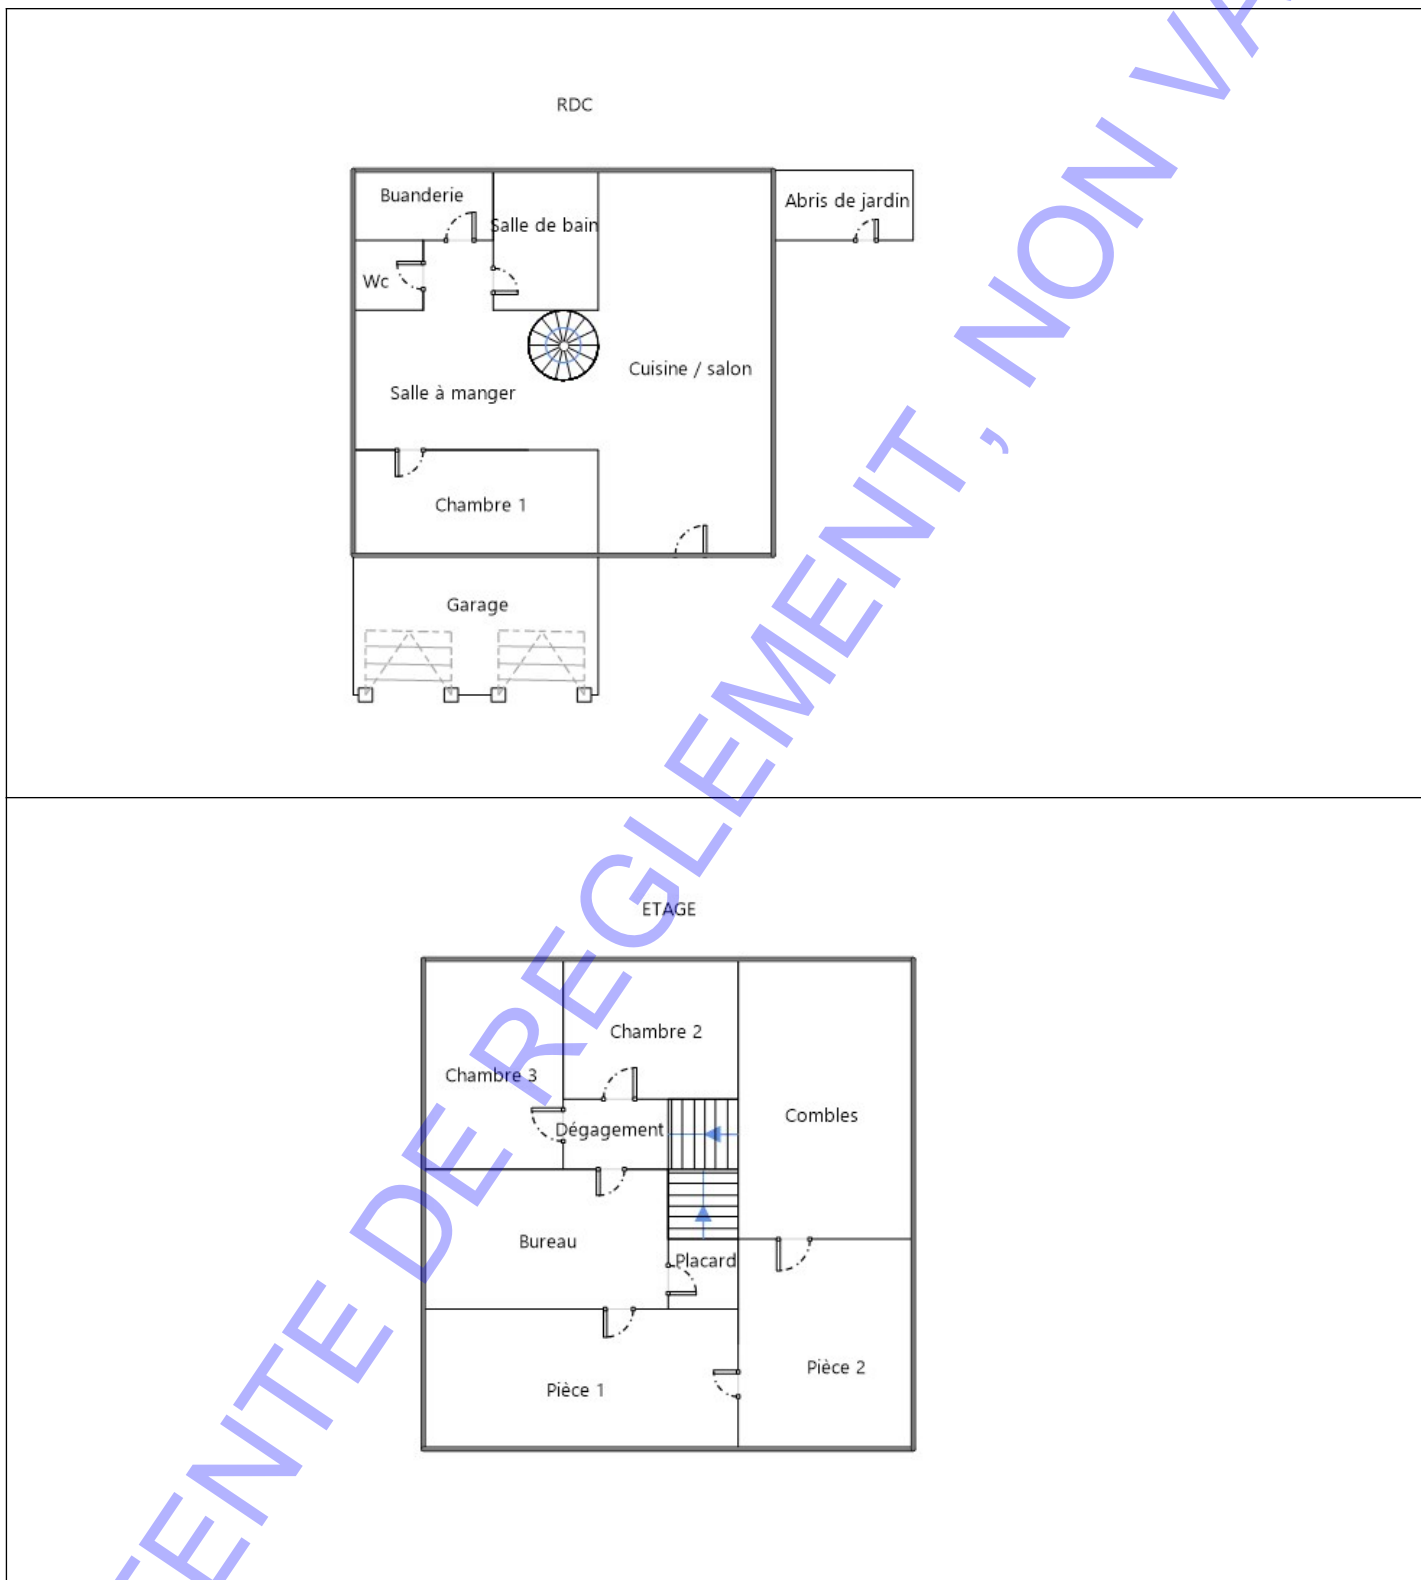 RDC
Buanderie
Salle de bain
Abris de jardin
Wc
Cuisine / salon
Salle à manger
Chambre 1
Garage
ETAGE
Chambre 2
Chambre 3
Combles
Dégagement
Bureau
Placard
Pièce 2
Pièce 1
ENTE DE REGLEMENT, NON VA